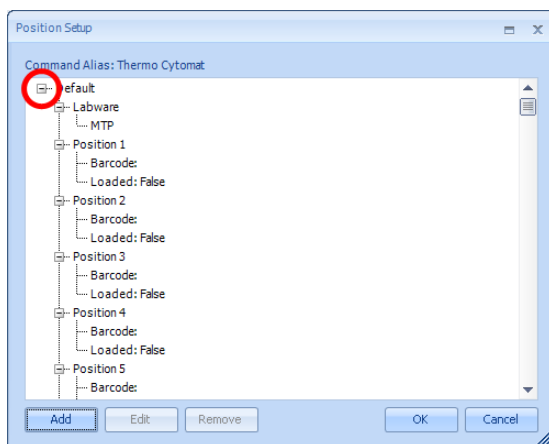 Position Setup
Command Alias: Thermo Cytomat
Default
Labware
MTP
Position 1
Barcode:
Loaded: False
Position 2
Barcode:
Loaded: False
Position 3
Barcode:
Loaded: False
Position 4
Barcode:
Loaded: False
Position 5
Barcode:
Add Edit Remove OK Cancel